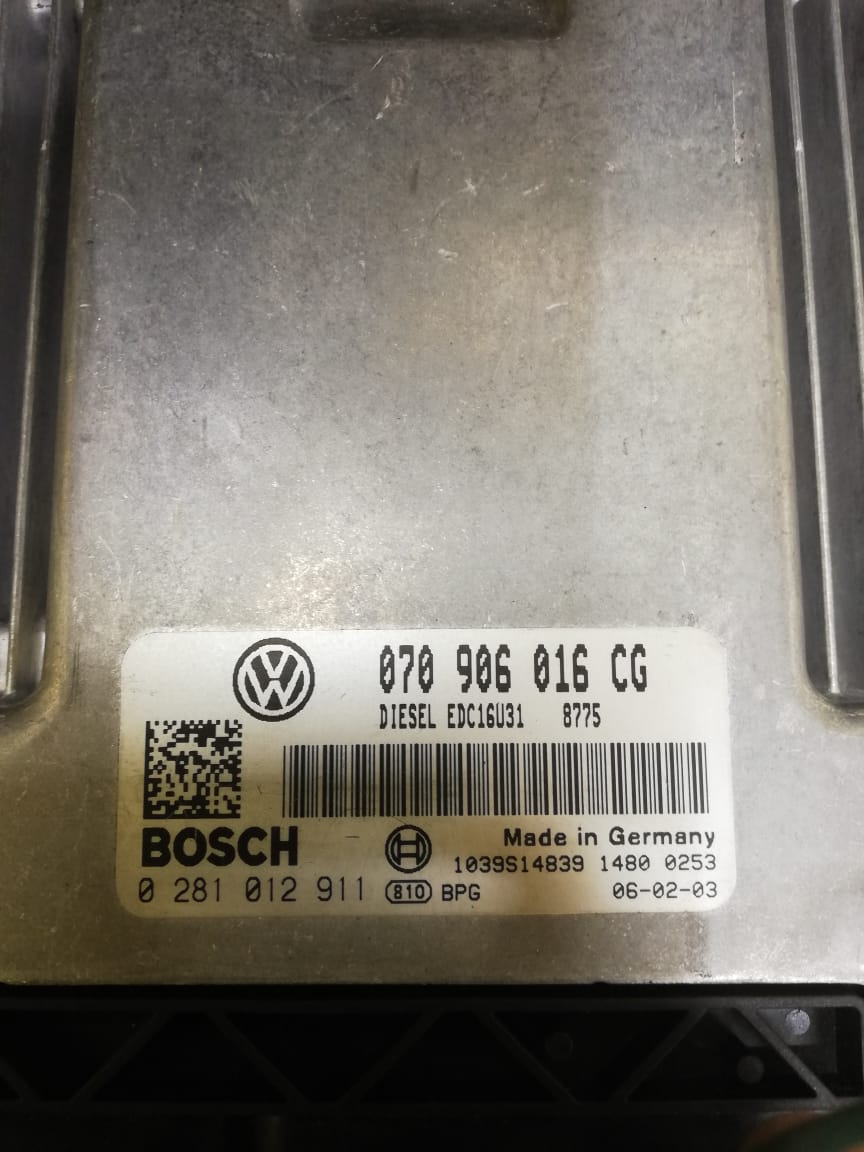 070 906 016 CG
DIESEL EDC16U31 8775
BOSCH
Made in Germany
1039S14839 1480 0253
0 281 012 911 810 BPG 06-02-03